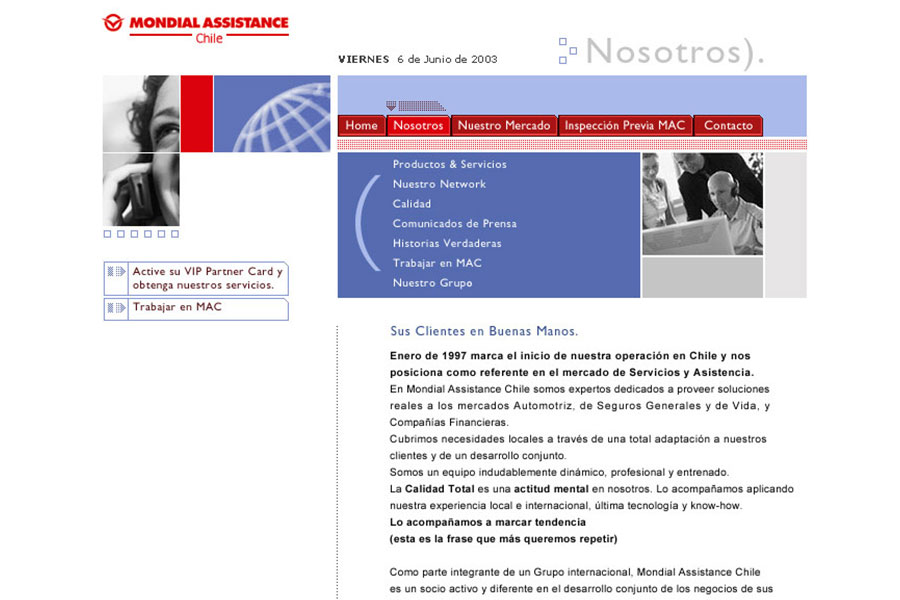 MONDIAL ASSISTANCE
Chile
VIERNES 6 de Junio de 2003
Nosotros).
Home Nosotros Nuestro Mercado Inspección Previa MAC Contacto
Productos & Servicios
Nuestro Network
Calidad
Comunicados de Prensa
Historias Verdaderas
Trabajar en MAC
Nuestro Grupo
Active su VIP Partner Card y
obtenga nuestros servicios.
Trabajar en MAC
Sus Clientes en Buenas Manos.
Enero de 1997 marca el inicio de nuestra operación en Chile y nos
posiciona como referente en el mercado de Servicios y Asistencia.
En Mondial Assistance Chile somos expertos dedicados a proveer soluciones
reales a los mercados Automotriz, de Seguros Generales y de Vida, y
Compañías Financieras.
Cubrimos necesidades locales a través de una total adaptación a nuestros
clientes y de un desarrollo conjunto.
Somos un equipo indudablemente dinámico, profesional y entrenado.
La Calidad Total es una actitud mental en nosotros. Lo acompañamos aplicando
nuestra experiencia local e internacional, última tecnología y know-how.
Lo acompañamos a marcar tendencia
(esta es la frase que más queremos repetir)
Como parte integrante de un Grupo internacional, Mondial Assistance Chile
es un socio activo y diferente en el desarrollo conjunto de los negocios de sus